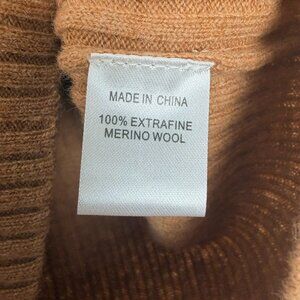 MADE IN CHINA
100% EXTRAFINE
MERINO WOOL